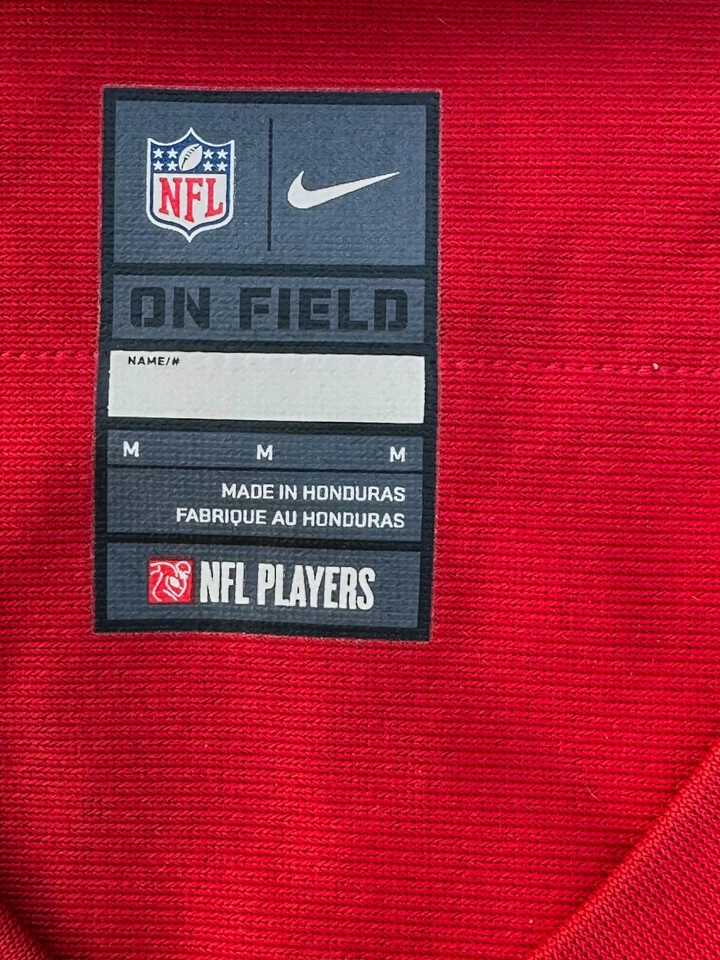 NFL
ON FIELD
NAME/#
M M M
MADE IN HONDURAS
FABRIQUE AU HONDURAS
NFL PLAYERS